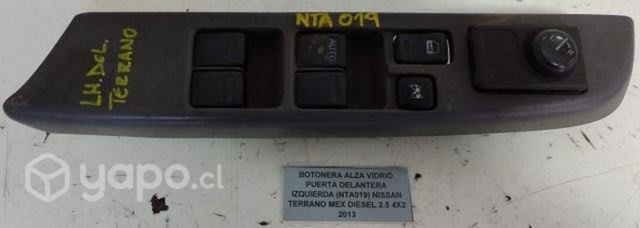 NTA 019
LH.DEL.
TERRANO
AUTO
L R
yapo.cl
BOTONERA ALZA VIDRIO
PUERTA DELANTERA
IZQUIERDA (NTA019) NISSAN
TERRANO MEX DIESEL 2.5 4X2
2013